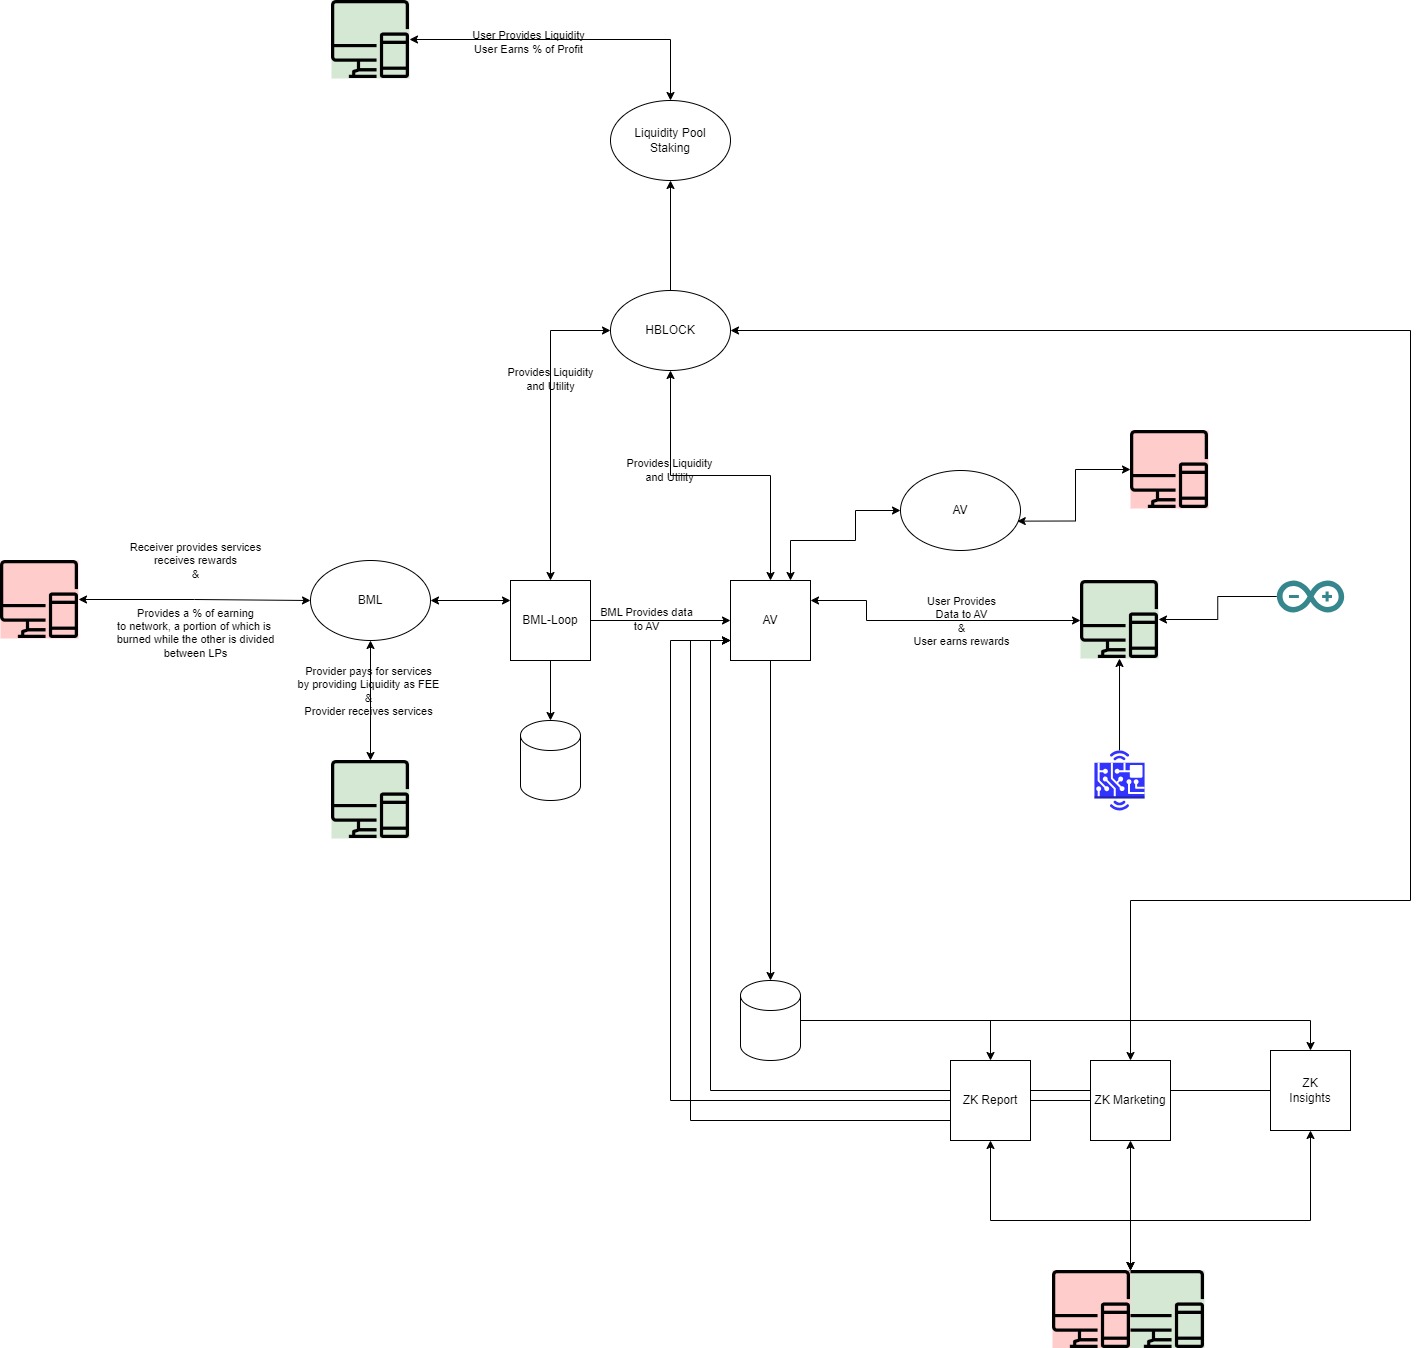 User Provides Liquidity
User Earns % of Profit
Liquidity Pool
Staking
HBLOCK
Provides Liquidity
and Utility
Provides Liquidity
and Utility
AV
Receiver provides services
receives rewards
&
Provides a % of earning
to network, a portion of which is
burned while the other is divided
between LPs
BML
Provider pays for services
by providing Liquidity as FEE
&
Provider receives services
BML-Loop
BML Provides data
to AV
AV
User Provides
Data to AV
&
User earns rewards
ZK Report
ZK Marketing
ZK
Insights